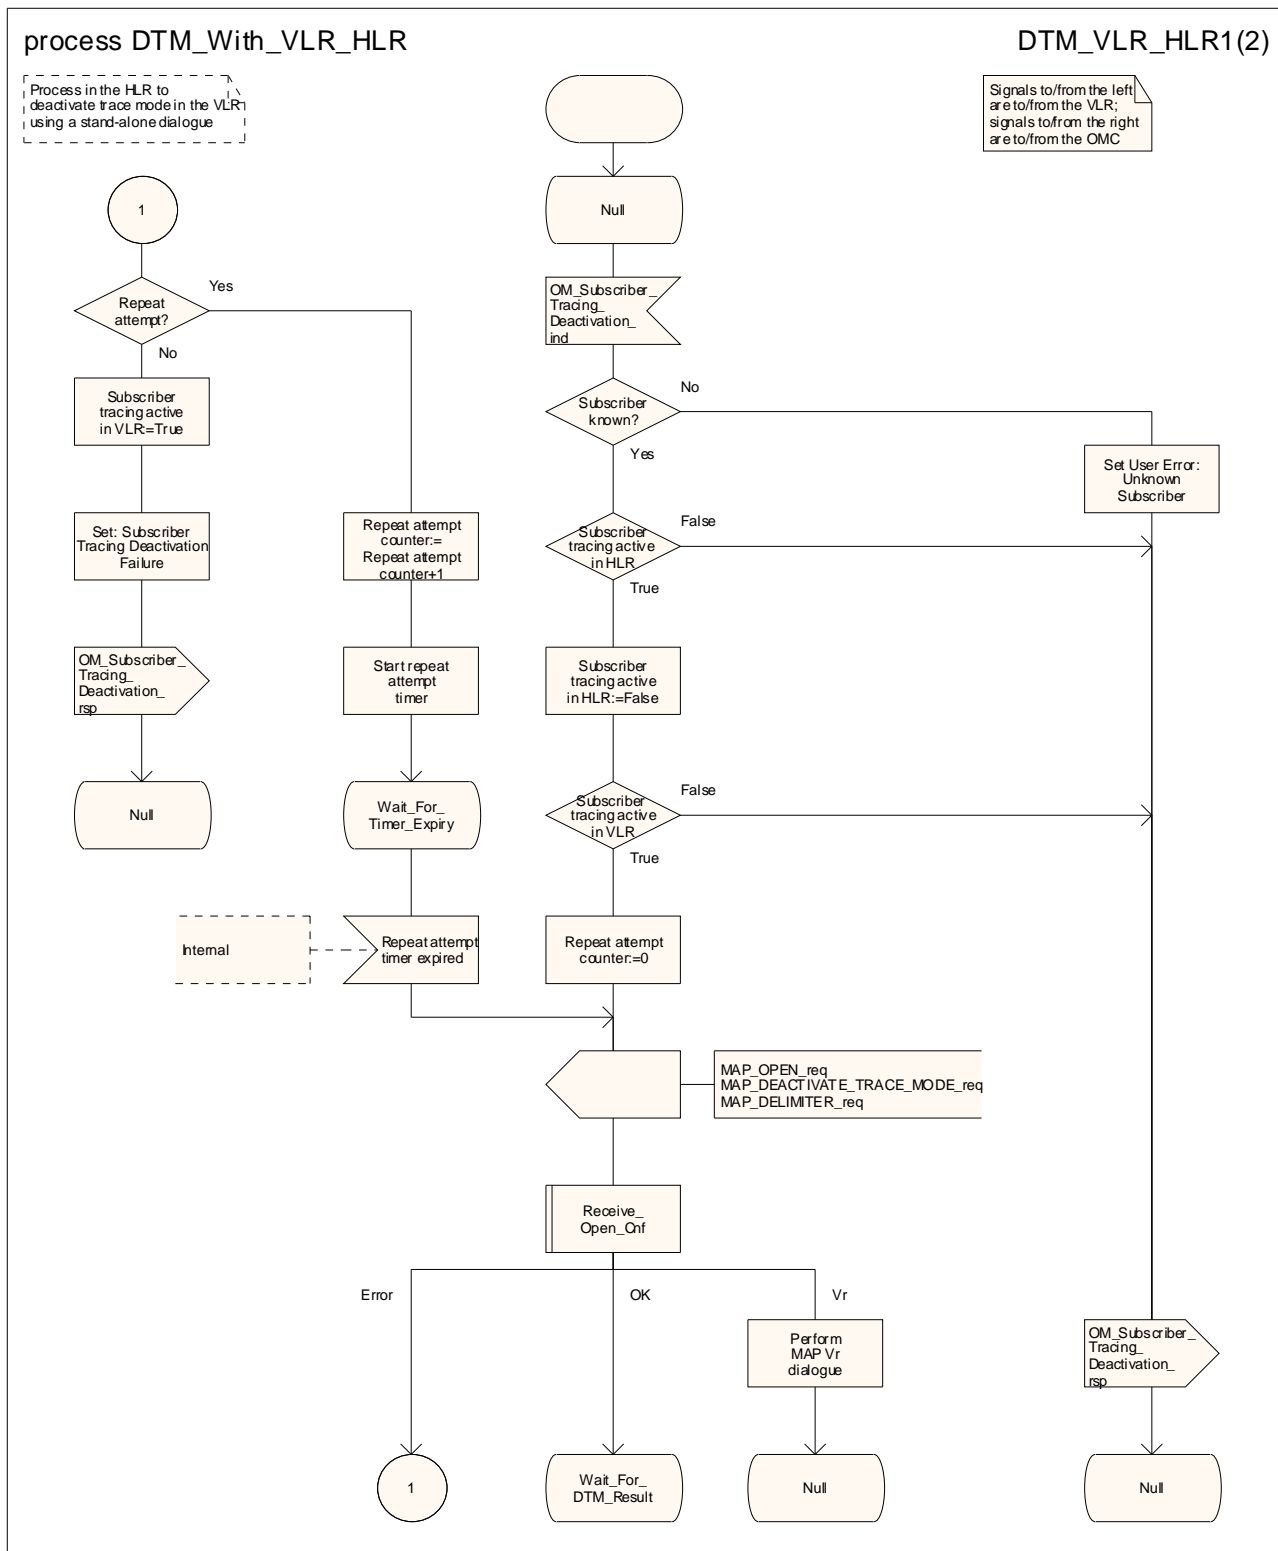 process DTM_With_VLR_HLR
DTM_VLR_HLR1(2)
Process in the HLR to
deactivate trace mode in the VLR
using a stand-alone dialogue
Signals to/from the left
are to/from the VLR;
signals to/from the right
are to/from the OMC
1
Null
Repeat
attempt?
Yes
No
OM_Subscriber_
Tracing_
Deactivation_
ind
Subscriber
tracing active
in VLR:=True
Subscriber
known?
No
Yes
Set User Error:
Unknown
Subscriber
Set: Subscriber
Tracing Deactivation
Failure
Repeat attempt
counter:=
Repeat attempt
counter+1
Subscriber
tracing active
in HLR
False
True
OM_Subscriber_
Tracing_
Deactivation_
rsp
Start repeat
attempt
timer
Subscriber
tracing active
in HLR:=False
Null
Wait_For_
Timer_Expiry
Subscriber
tracing active
in VLR
False
True
Internal
Repeat attempt
timer expired
Repeat attempt
counter:=0
MAP_OPEN_req
MAP_DEACTIVATE_TRACE_MODE_req
MAP_DELIMITER_req
Receive_
Open_Cnf
Error
OK
Vr
Perform
MAP Vr
dialogue
OM_Subscriber_
Tracing_
Deactivation_
rsp
1
Wait_For_
DTM_Result
Null
Null